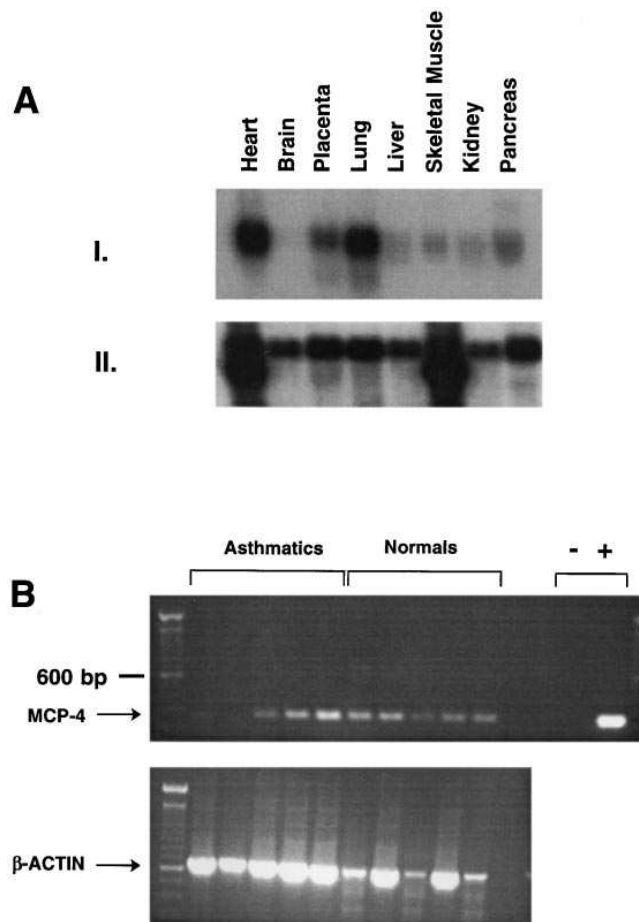 A
Heart
Brain
Placenta
Lung
Liver
Skeletal Muscle
Kidney
Pancreas
I.
II.
Asthmatics Normals - +
B
600 bp
MCP-4
β-ACTIN